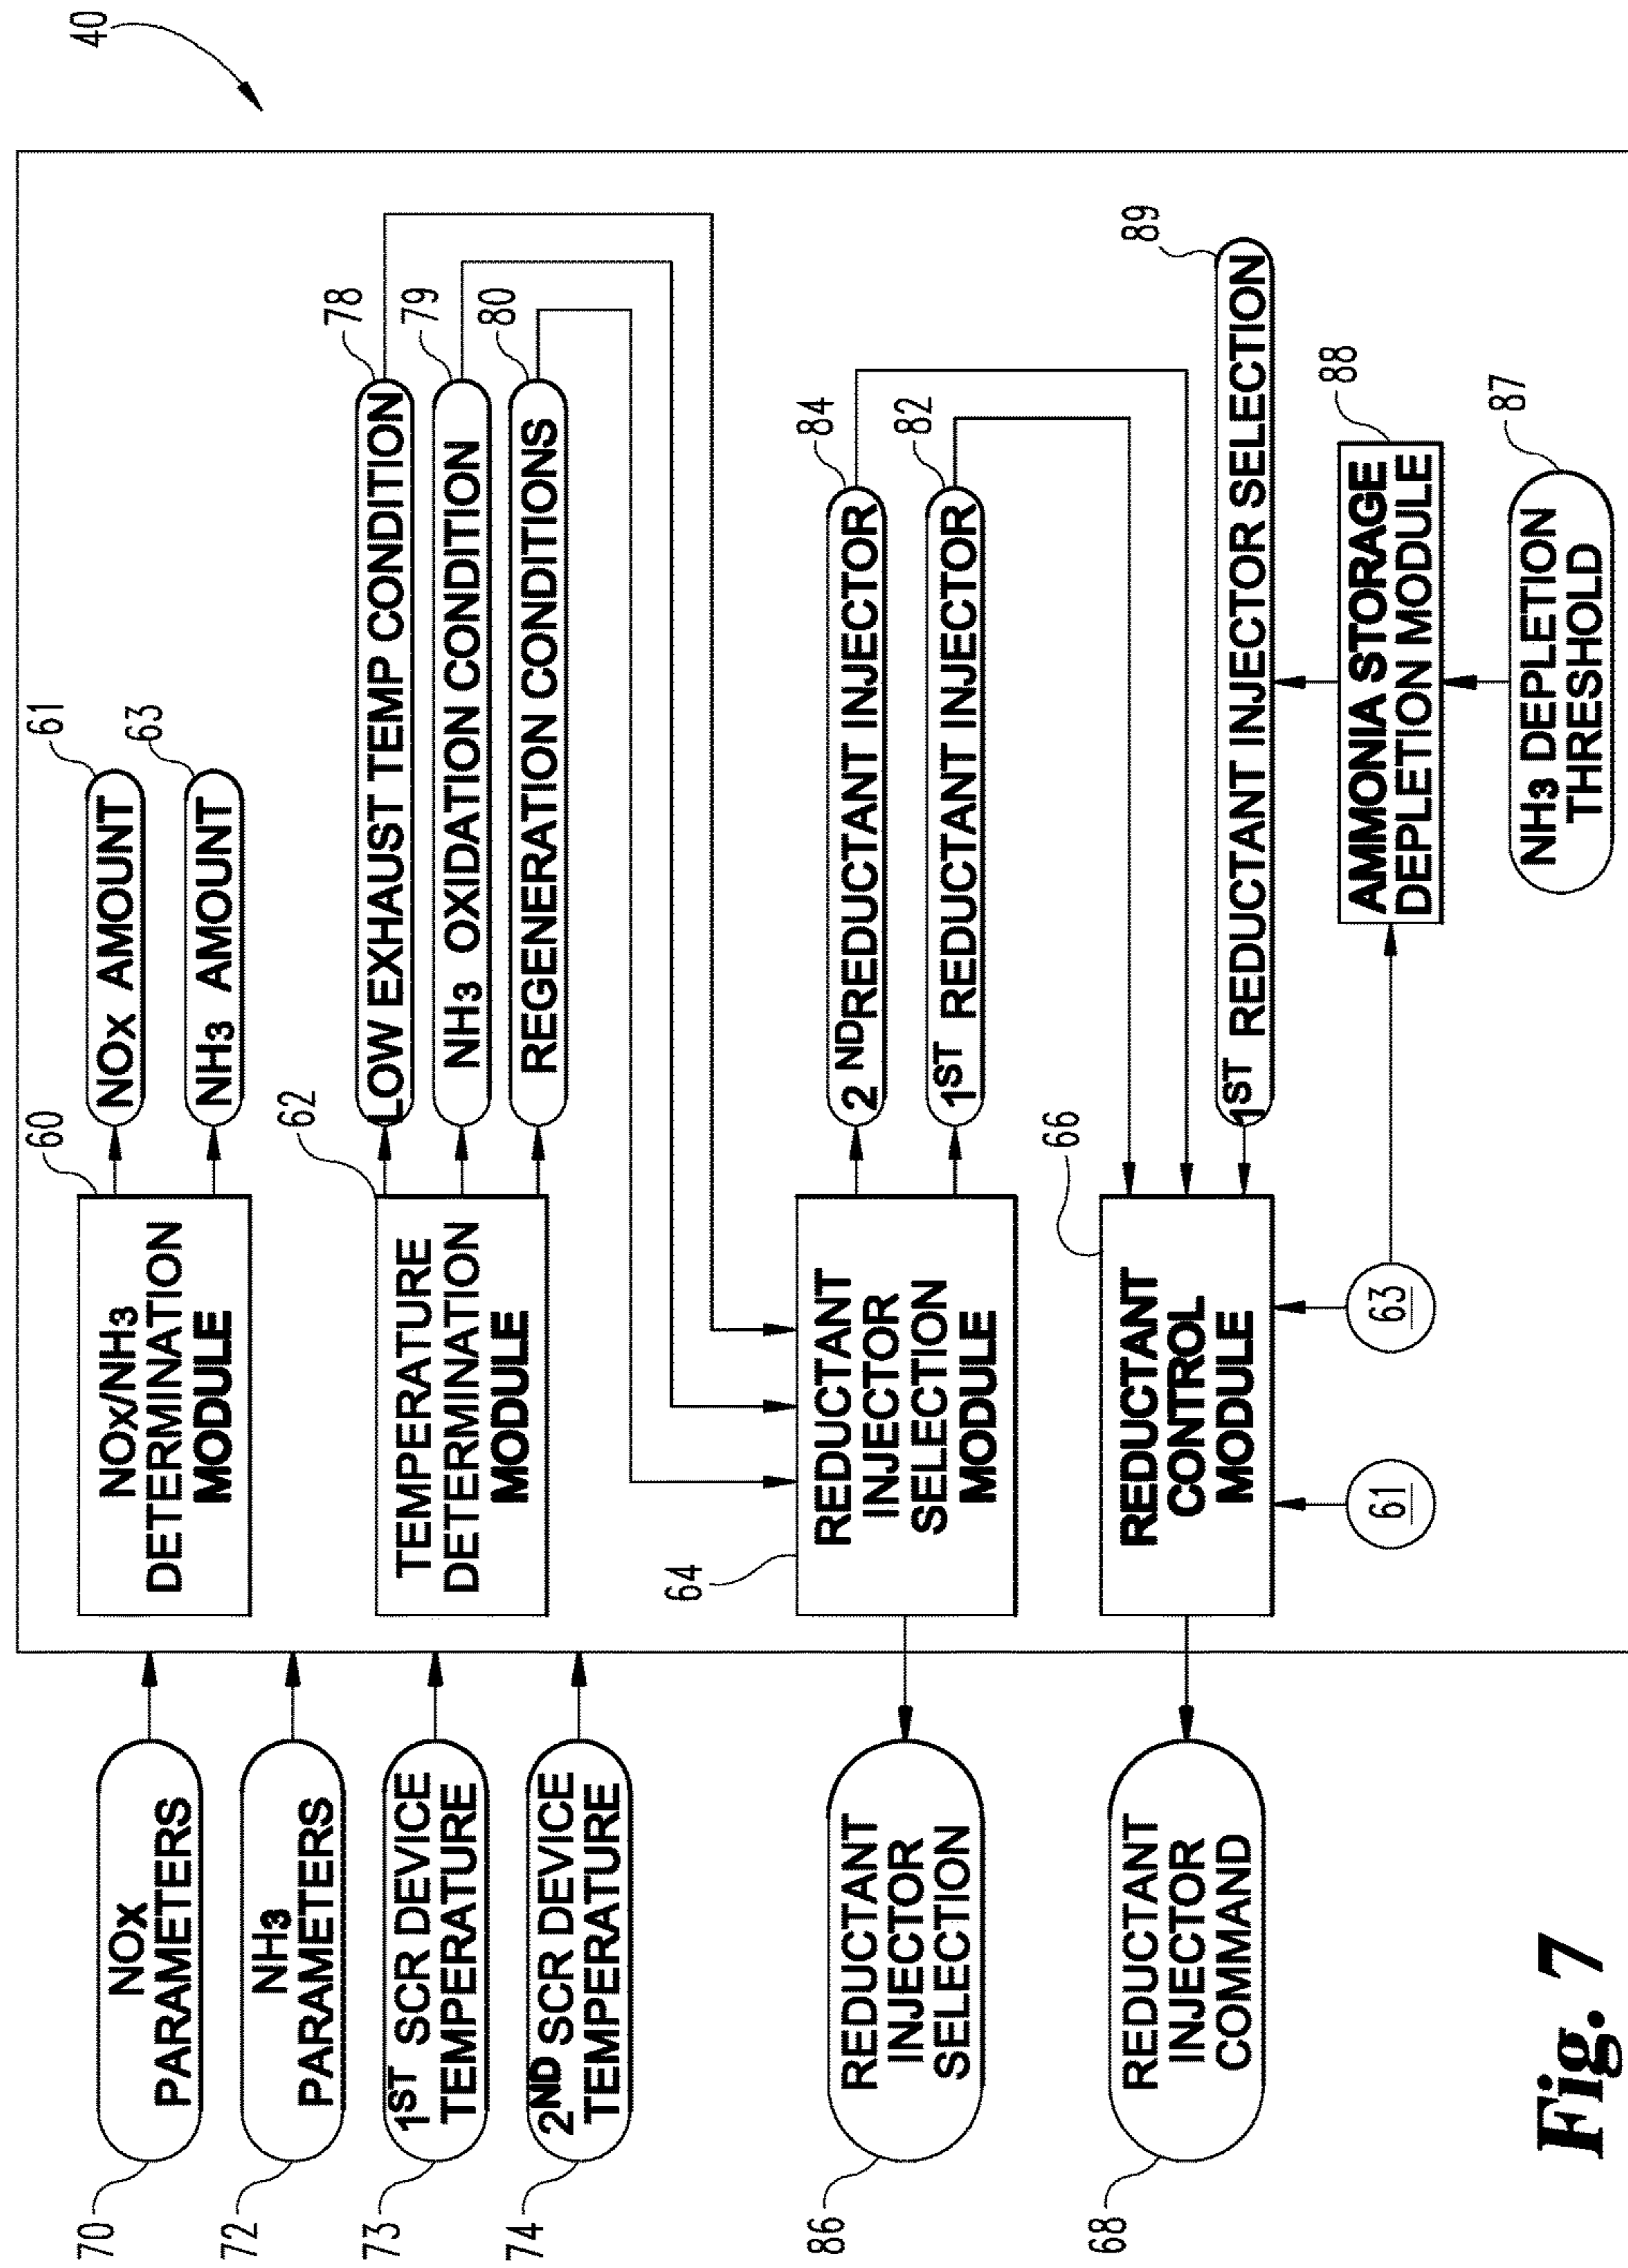 40
70
NOx
PARAMETERS
72
NH3
PARAMETERS
73
1ST SCR DEVICE
TEMPERATURE
74
2ND SCR DEVICE
TEMPERATURE
86
REDUCTANT
INJECTOR
SELECTION
68
REDUCTANT
INJECTOR
COMMAND
60
NOx/NH3
DETERMINATION
MODULE
61
NOx AMOUNT
63
NH3 AMOUNT
62
TEMPERATURE
DETERMINATION
MODULE
78
LOW EXHAUST TEMP CONDITION
79
NH3 OXIDATION CONDITION
80
REGENERATION CONDITIONS
64
REDUCTANT
INJECTOR
SELECTION
MODULE
84
2ND REDUCTANT INJECTOR
82
1ST REDUCTANT INJECTOR
66
REDUCTANT
CONTROL
MODULE
89
1ST REDUCTANT INJECTOR SELECTION
61
63
88
AMMONIA STORAGE
DEPLETION MODULE
87
NH3 DEPLETION
THRESHOLD
Fig. 7